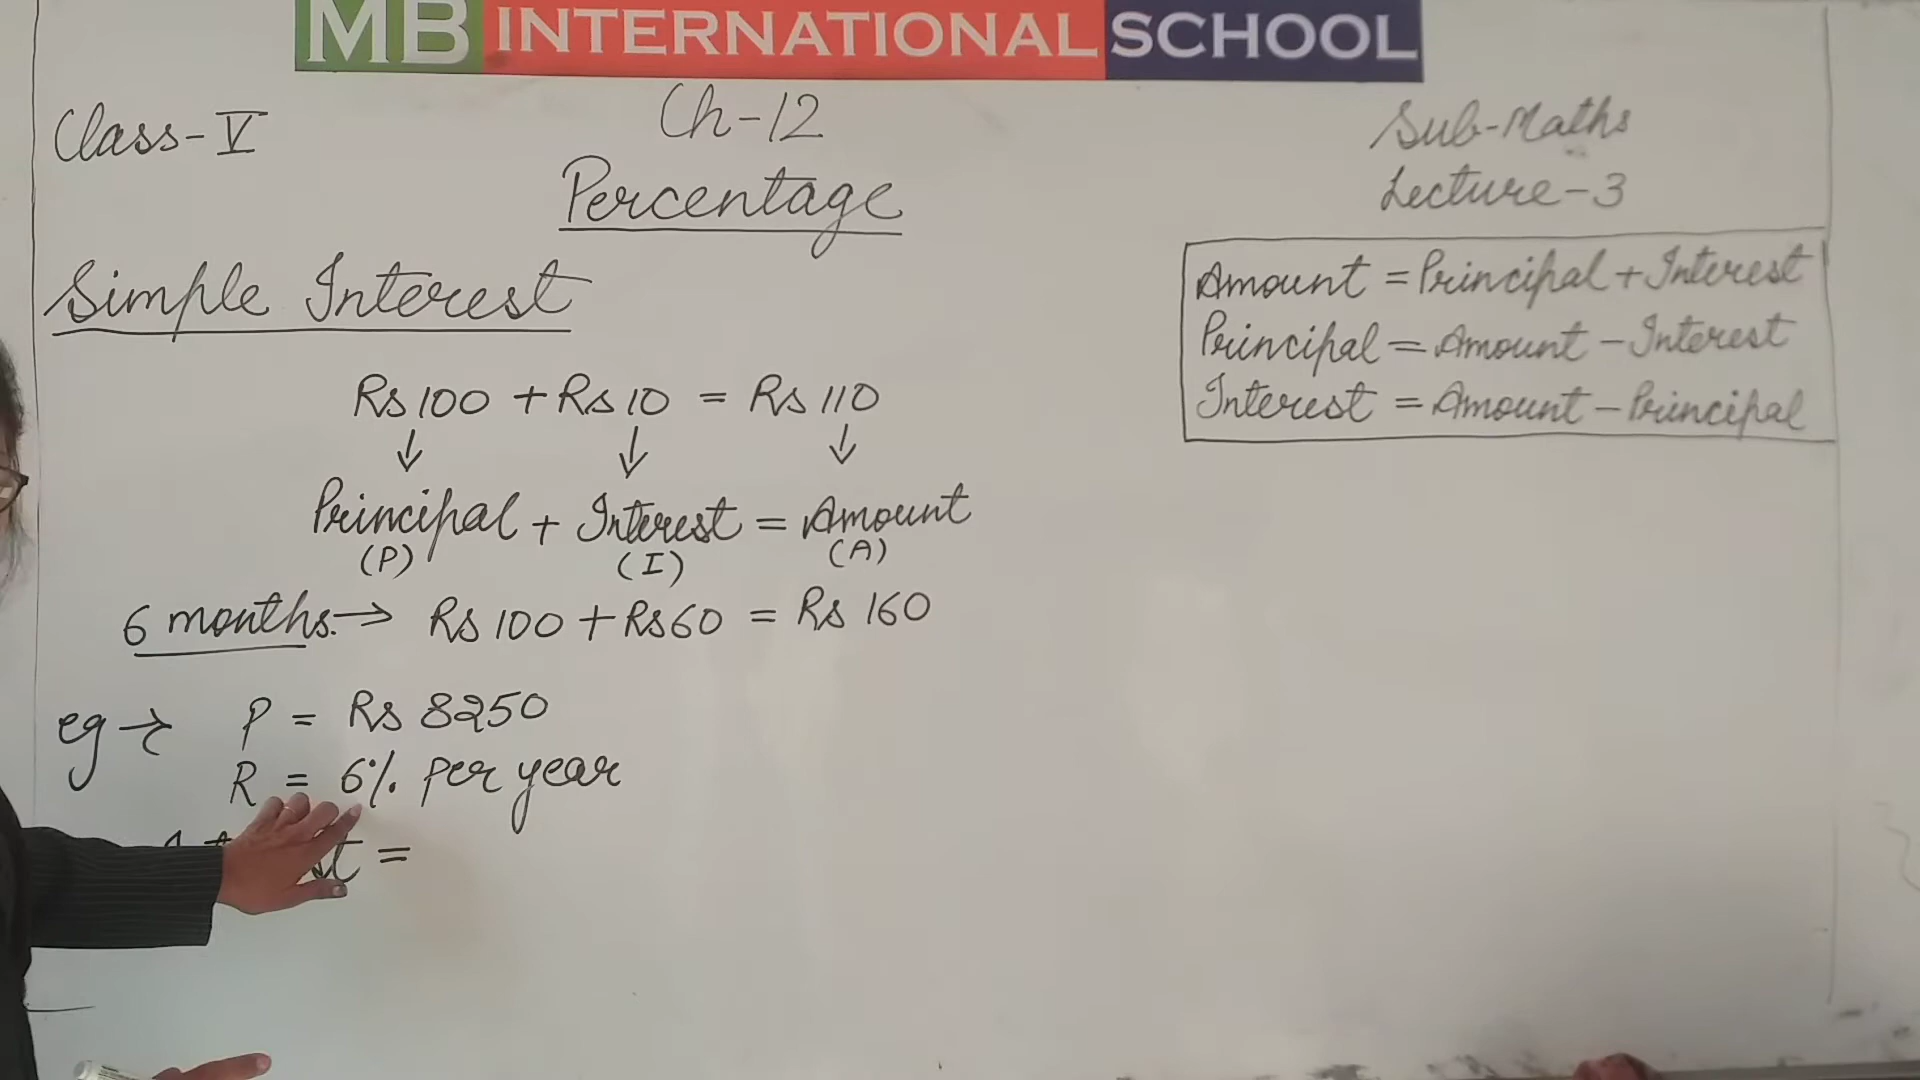 MB INTERNATIONAL SCHOOL
Class-V
Ch-12
Percentage
Sub-Maths
Lecture-3
Simple Interest
Amount = Principal + Interest
Principal = Amount - Interest
Interest = Amount - Principal
Rs 100 + Rs 10 = Rs 110
↓ ↓ ↓
Principal + Interest = Amount
(P) (I) (A)
6 months. → Rs 100 + Rs 60 = Rs 160
eg → P = Rs 8250
R = 6% per year
=